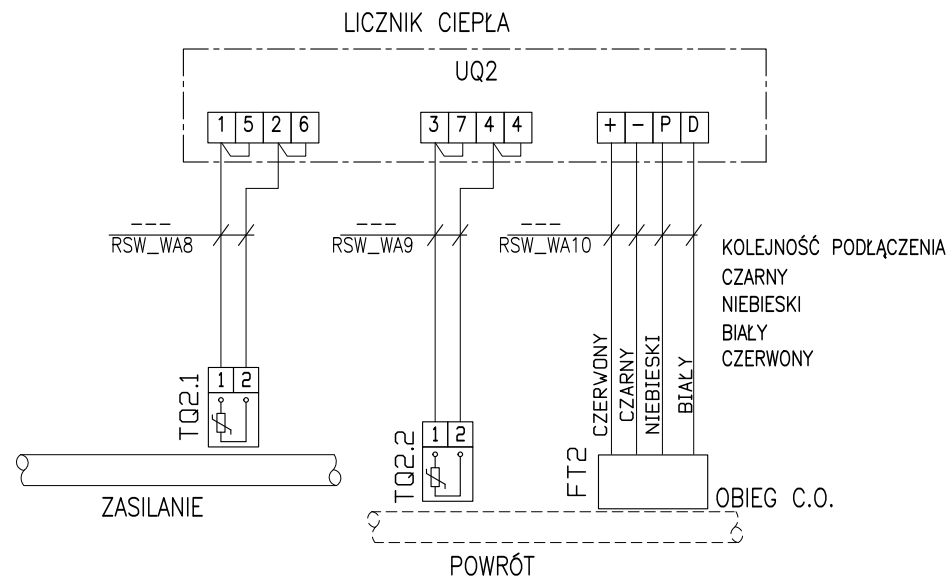 LICZNIK CIEPŁA
UQ2
1 5 2 6
3 7 4 4
+ − P D
RSW_WA8
RSW_WA9
RSW_WA10
KOLEJNOŚĆ PODŁĄCZENIA
CZARNY
NIEBIESKI
BIAŁY
CZERWONY
CZERWONY
CZARNY
NIEBIESKI
BIAŁY
TQ2.1
1 2
TQ2.2
1 2
FT2
ZASILANIE
OBIEG C.O.
POWRÓT